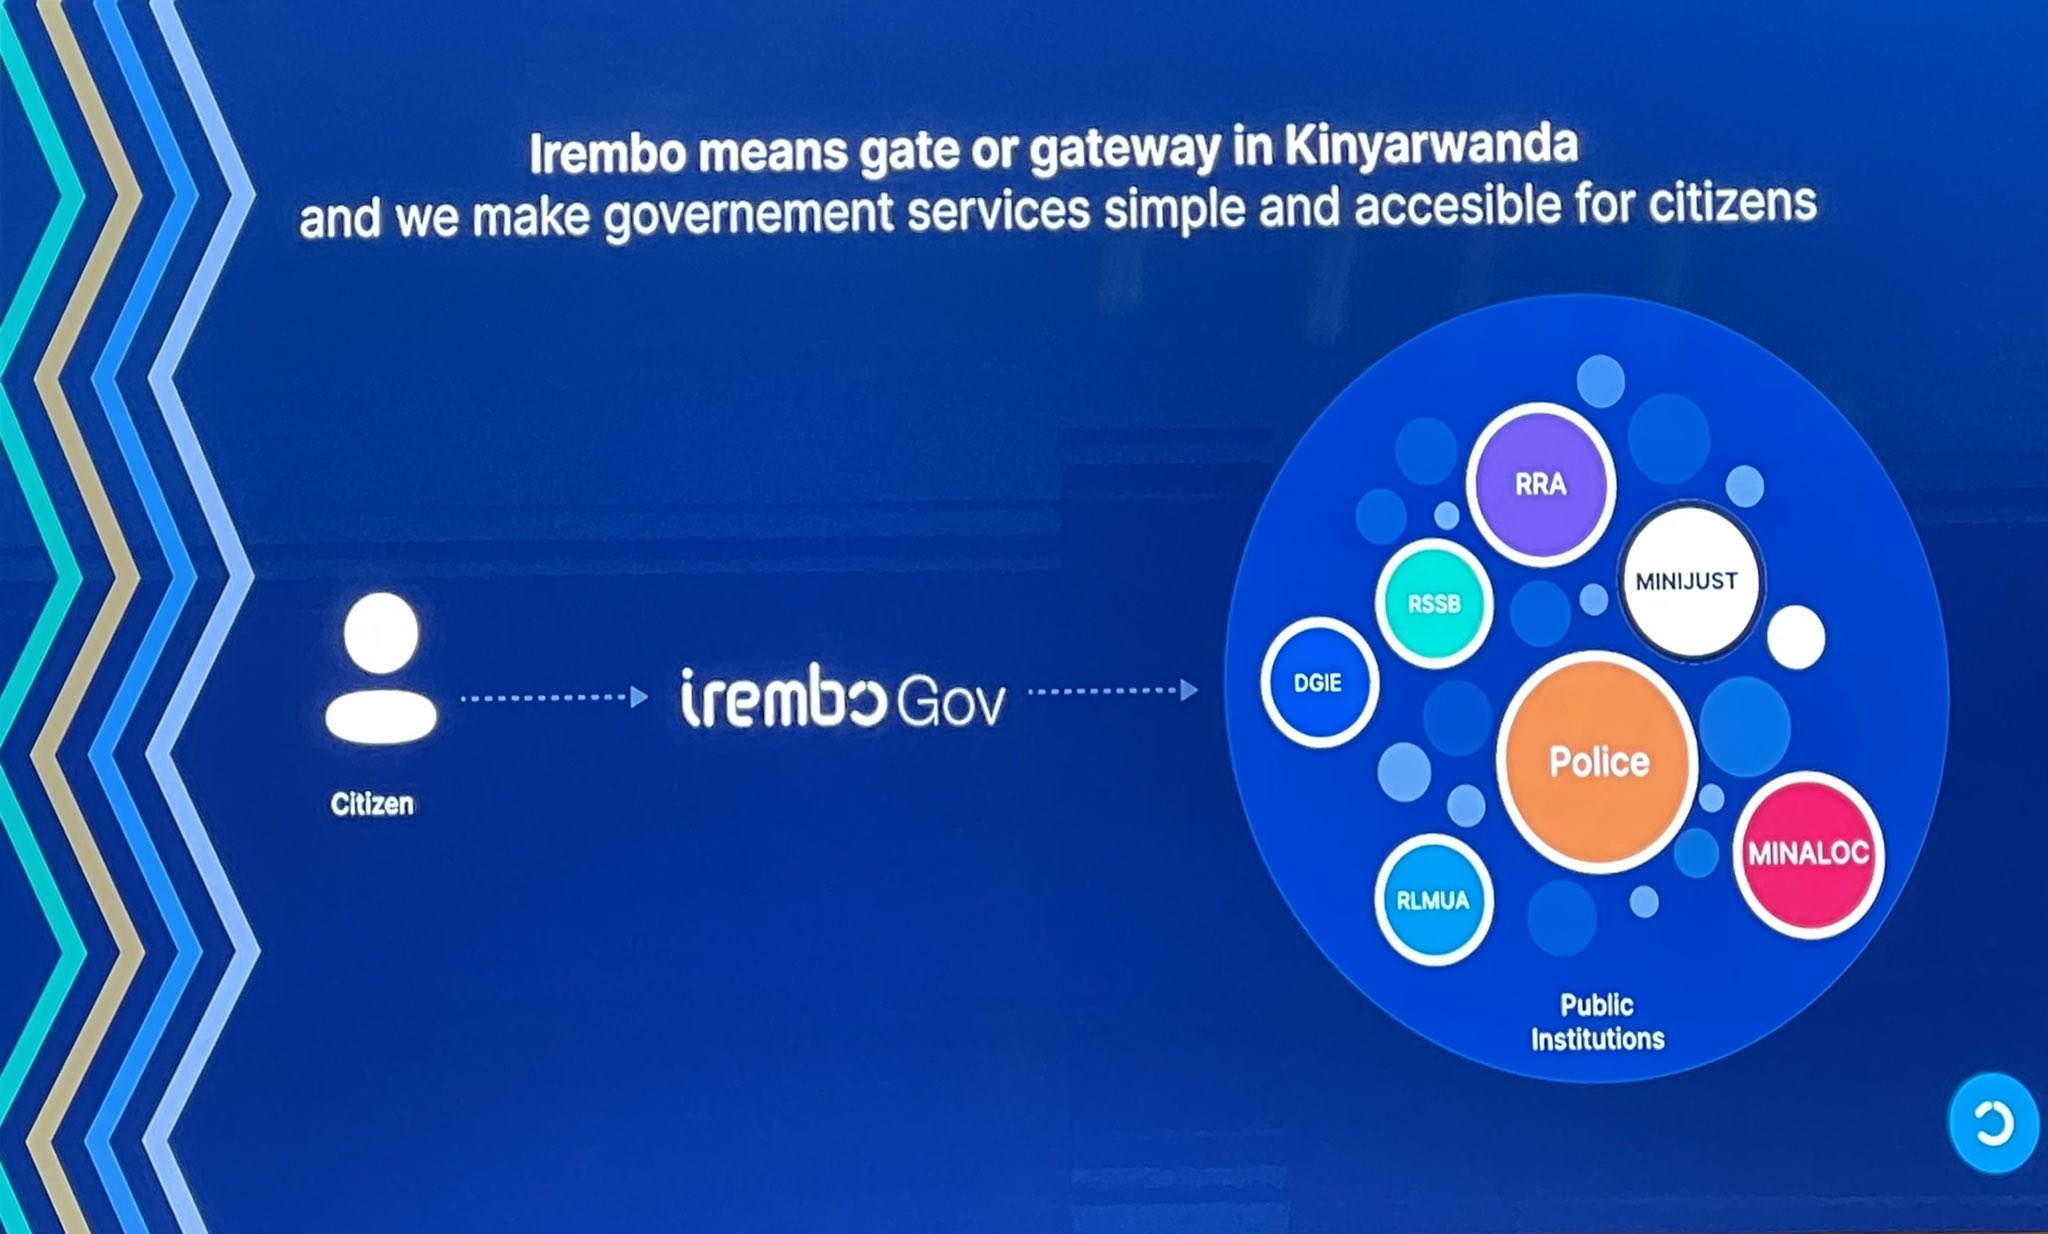 Irembo means gate or gateway in Kinyarwanda
and we make governement services simple and accesible for citizens
RRA
MINIJUST
RSSB
DGIE
irembo Gov
Police
Citizen
MINALOC
RLMUA
Public
Institutions